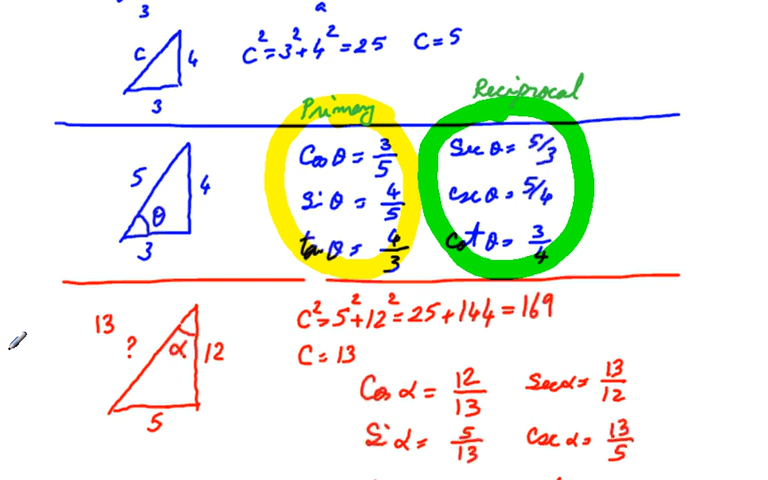 3 a
C 4 3
C²=3²+4²=25 C=5
Primary Reciprocal
5 4 θ 3
Cos θ = 3/5 Sec θ = 5/3
Sin θ = 4/5 csc θ = 5/4
tan θ = 4/3 cot θ = 3/4
13 ? α 12 5
C²=5²+12²=25+144=169
C=13
Cos α = 12/13 Sec α = 13/12
Sin α = 5/13 csc α = 13/5